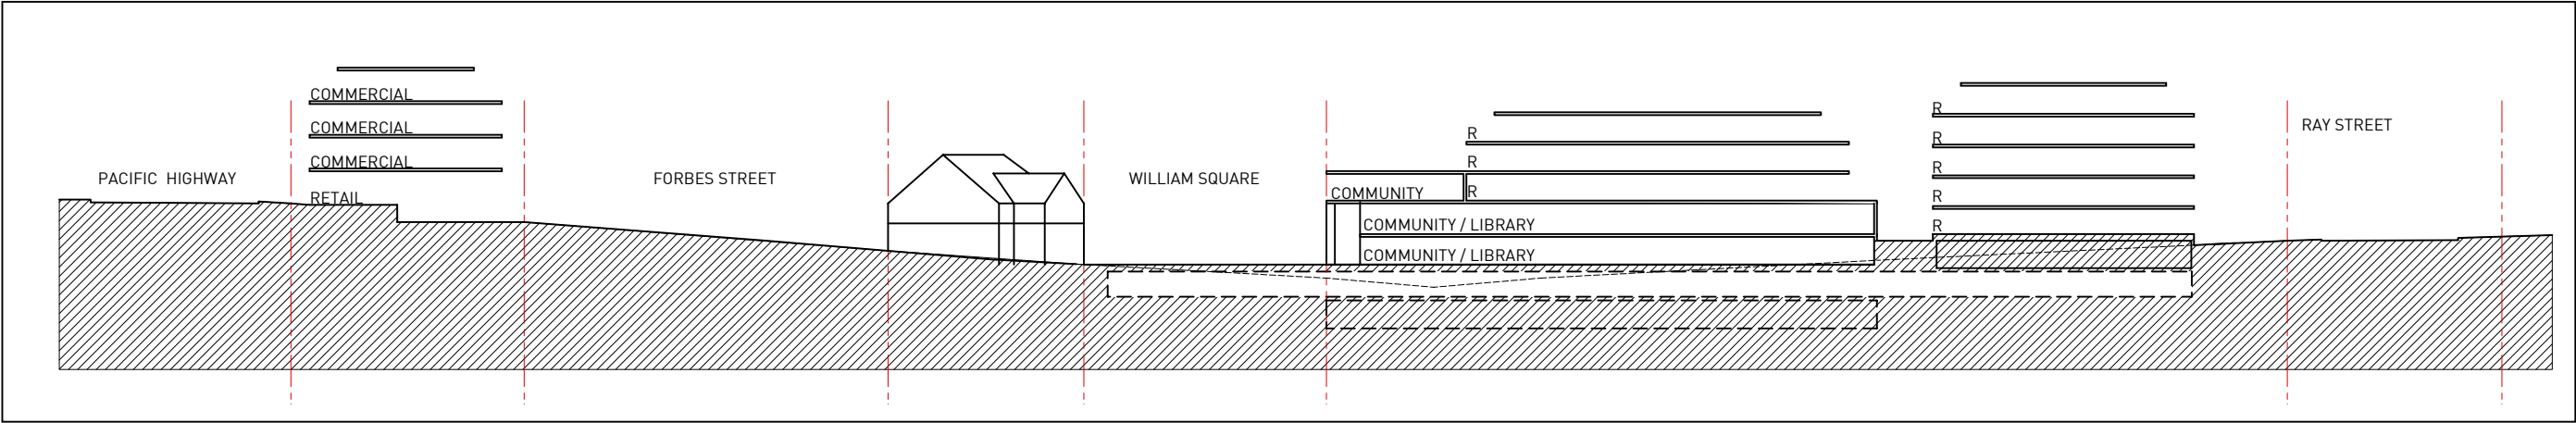 COMMERCIAL
COMMERCIAL
COMMERCIAL
RETAIL
PACIFIC HIGHWAY
FORBES STREET
WILLIAM SQUARE
R
R
R
COMMUNITY
COMMUNITY / LIBRARY
COMMUNITY / LIBRARY
R
R
R
R
R
RAY STREET